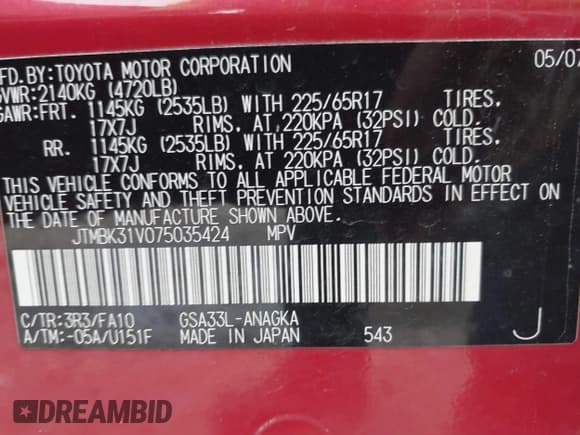 MFD. BY: TOYOTA MOTOR CORPORATION 05/07
GVWR: 2140KG (4720LB)
GAWR: FRT. 1145KG (2535LB) WITH 225/65R17 TIRES,
17X7J RIMS, AT 220KPA (32PSI) COLD.
RR. 1145KG (2535LB) WITH 225/65R17 TIRES,
17X7J RIMS, AT 220KPA (32PSI) COLD.
THIS VEHICLE CONFORMS TO ALL APPLICABLE FEDERAL MOTOR
VEHICLE SAFETY AND THEFT PREVENTION STANDARDS IN EFFECT ON
THE DATE OF MANUFACTURE SHOWN ABOVE.
JTMBK31V075035424 MPV
C/TR: 3R3/FA10 GSA33L-ANAGKA
A/TM: -05A/U151F MADE IN JAPAN 543 J
DREAMBID